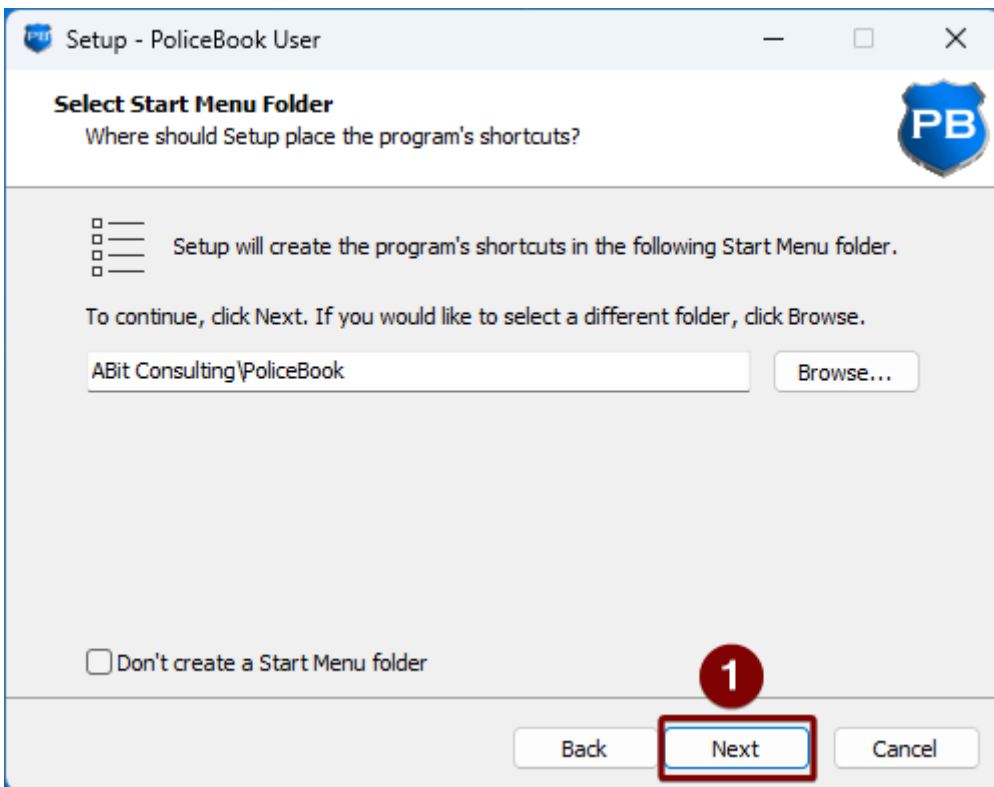 Setup - PoliceBook User
Select Start Menu Folder
Where should Setup place the program's shortcuts?
PB
Setup will create the program's shortcuts in the following Start Menu folder.
To continue, click Next. If you would like to select a different folder, click Browse.
ABit Consulting\PoliceBook
Browse...
Don't create a Start Menu folder
1
Back
Next
Cancel